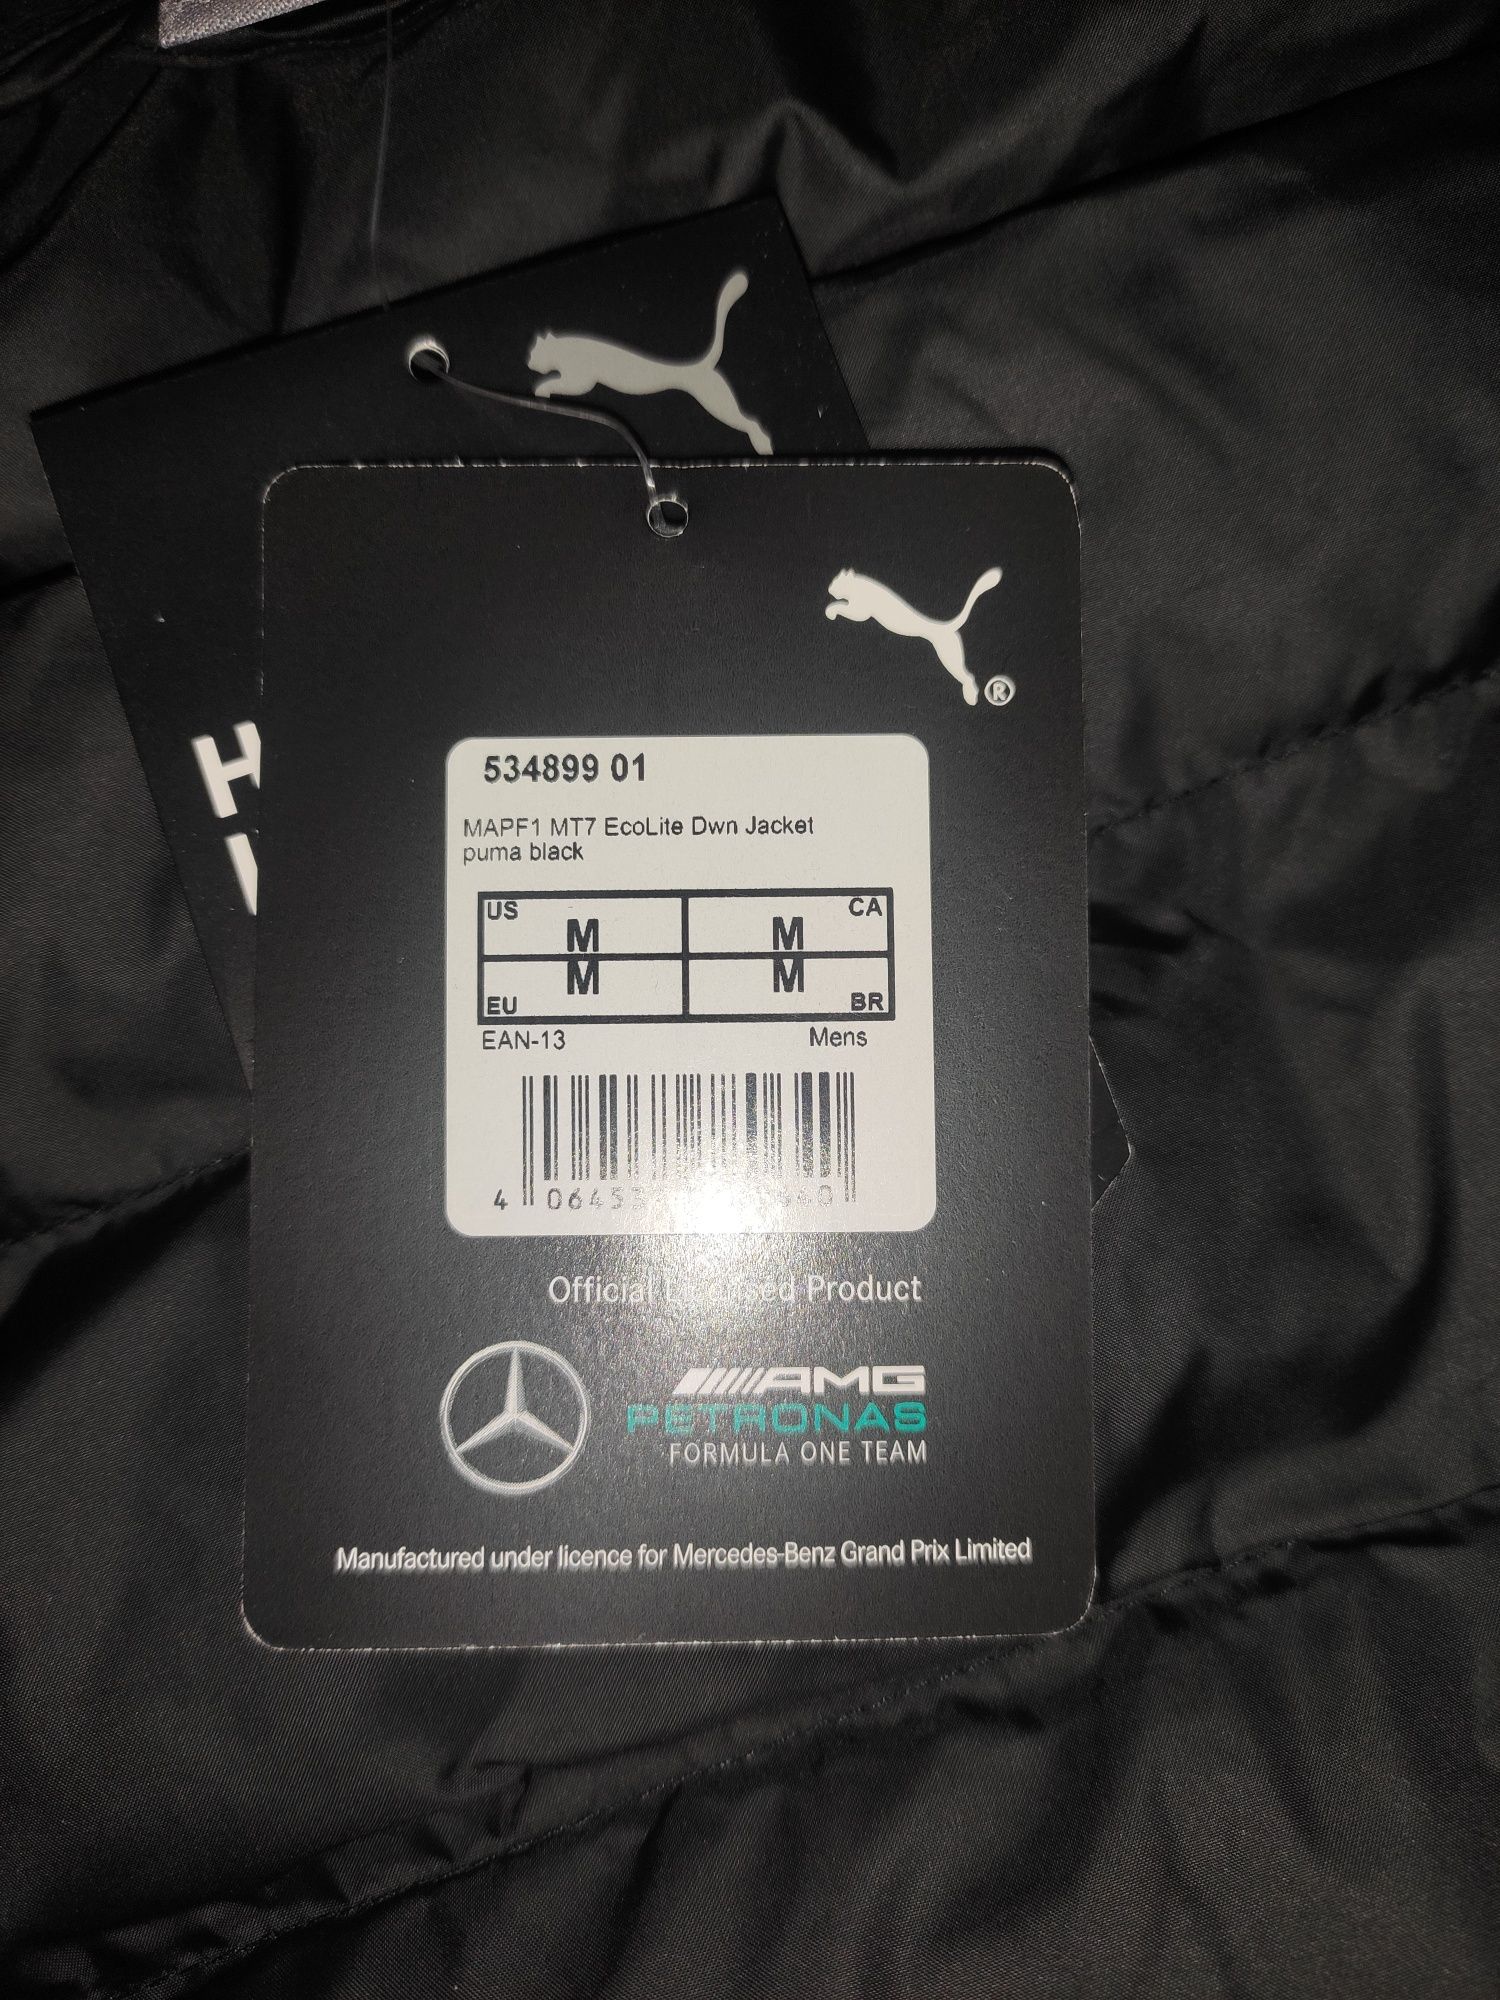 H
®
534899 01
MAPF1 MT7 EcoLite Dwn Jacket
puma black
US M M CA
EU M M BR
EAN-13 Mens
Official Licensed Product
AMG
PETRONAS
FORMULA ONE TEAM
Manufactured under licence for Mercedes-Benz Grand Prix Limited